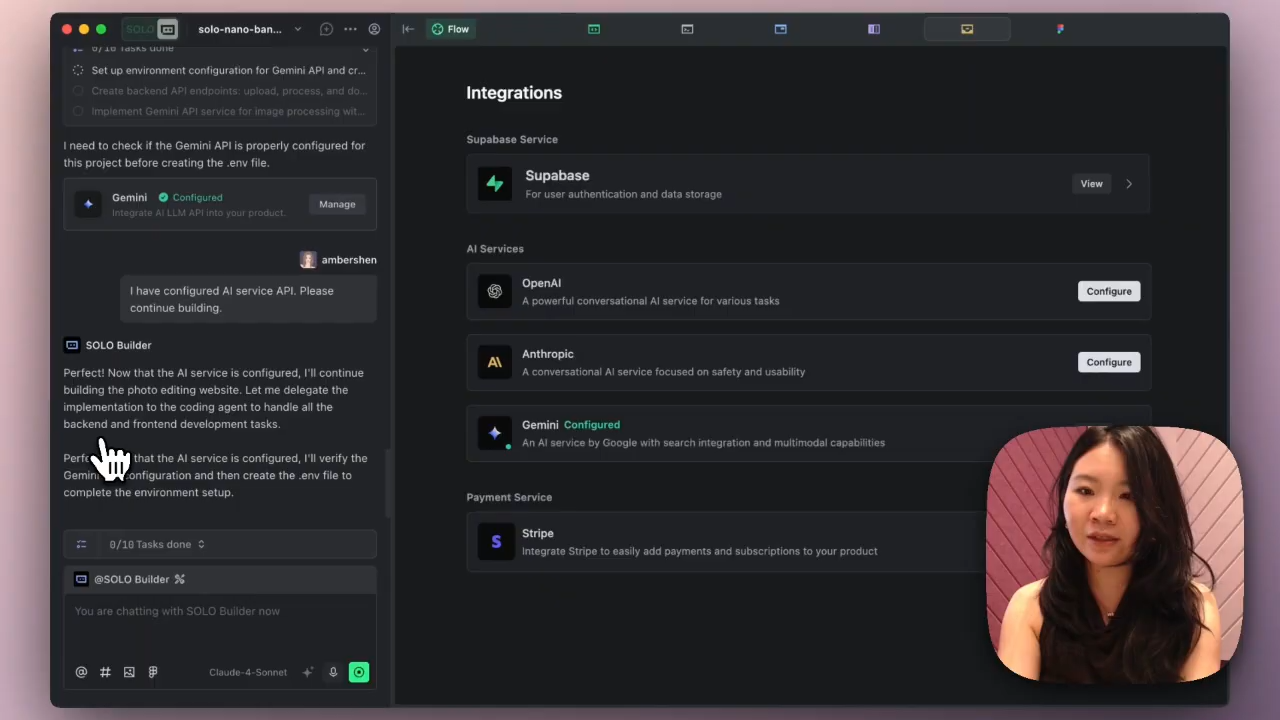 SOLO
solo-nano-ban...
Flow
0/10 Tasks done
Set up environment configuration for Gemini API and cr...
Create backend API endpoints: upload, process, and do...
Implement Gemini API service for image processing wit...
I need to check if the Gemini API is properly configured for
this project before creating the .env file.
Gemini Configured
Integrate AI LLM API into your product.
Manage
ambershen
I have configured AI service API. Please
continue building.
SOLO Builder
Perfect! Now that the AI service is configured, I'll continue
building the photo editing website. Let me delegate the
implementation to the coding agent to handle all the
backend and frontend development tasks.
that the AI service is configured, I'll verify the
configuration and then create the .env file to
complete the environment setup.
0/10 Tasks done
@SOLO Builder
You are chatting with SOLO Builder now
Claude-4-Sonnet
Integrations
Supabase Service
Supabase
For user authentication and data storage
View
AI Services
OpenAI
A powerful conversational AI service for various tasks
Configure
Anthropic
A conversational AI service focused on safety and usability
Configure
Gemini Configured
An AI service by Google with search integration and multimodal capabilities
Payment Service
Stripe
Integrate Stripe to easily add payments and subscriptions to your product